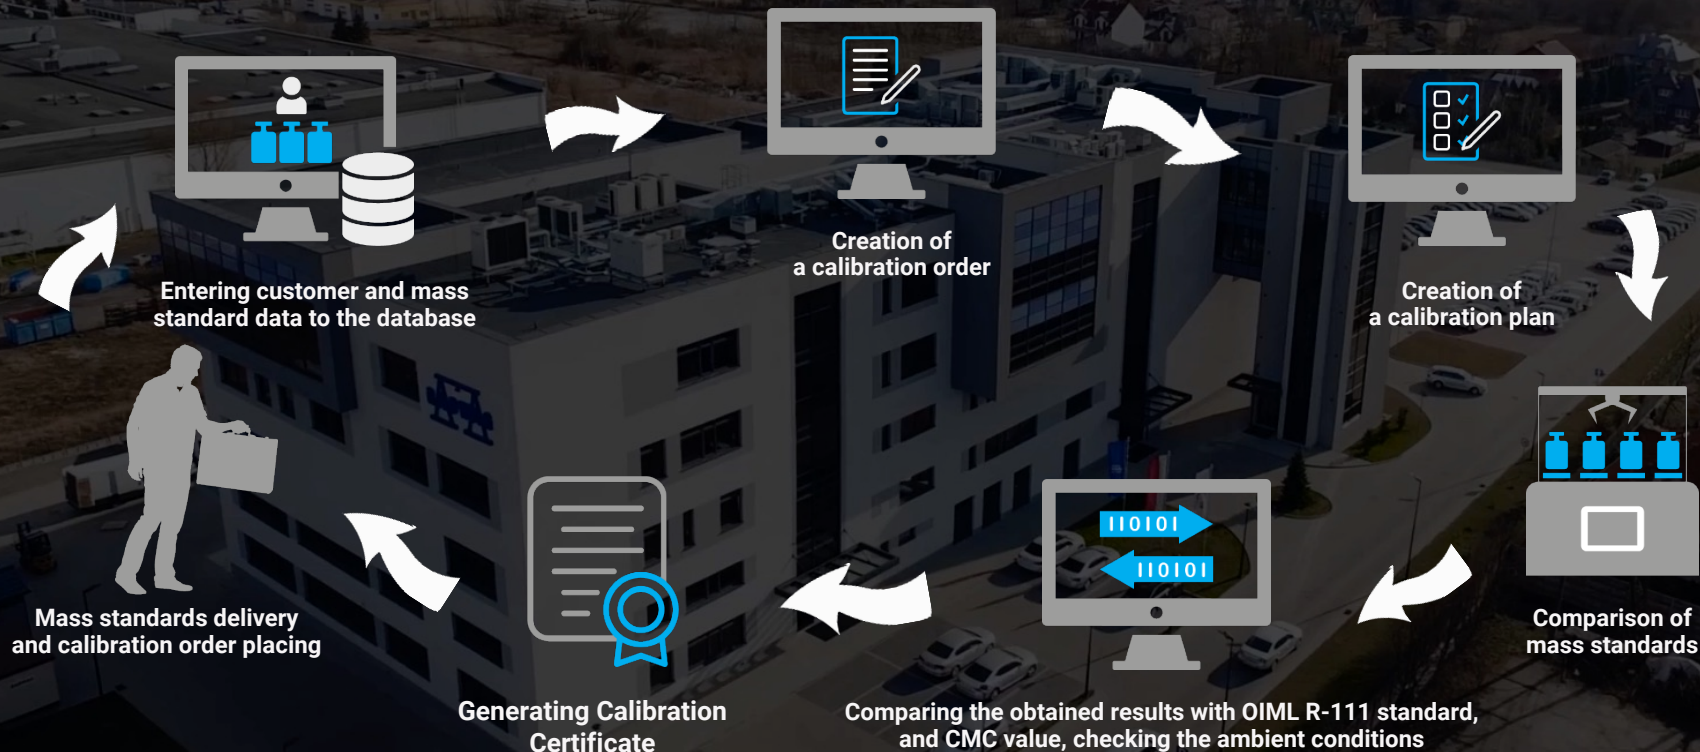 Entering customer and mass
standard data to the database
Creation of
a calibration order
Creation of
a calibration plan
Comparison of
mass standards
110101
110101
Comparing the obtained results with OIML R-111 standard,
and CMC value, checking the ambient conditions
Generating Calibration
Certificate
Mass standards delivery
and calibration order placing